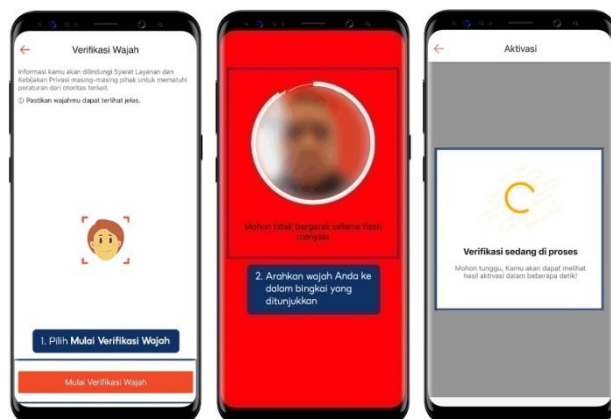 Verifikasi Wajah
Informasi kamu akan dilindungi Syarat Layanan dan
Kebijakan Privasi masing-masing pihak untuk mematuhi
peraturan dari otoritas terkait.
Pastikan wajahmu dapat terlihat jelas.
1. Pilih Mulai Verifikasi Wajah
Mulai Verifikasi Wajah
Mohon tidak bergerak selama flash
menyala
2. Arahkan wajah Anda ke
dalam bingkai yang
ditunjukkan
Aktivasi
Verifikasi sedang di proses
Mohon tunggu, Kamu akan dapat melihat
hasil aktivasi dalam beberapa detik!